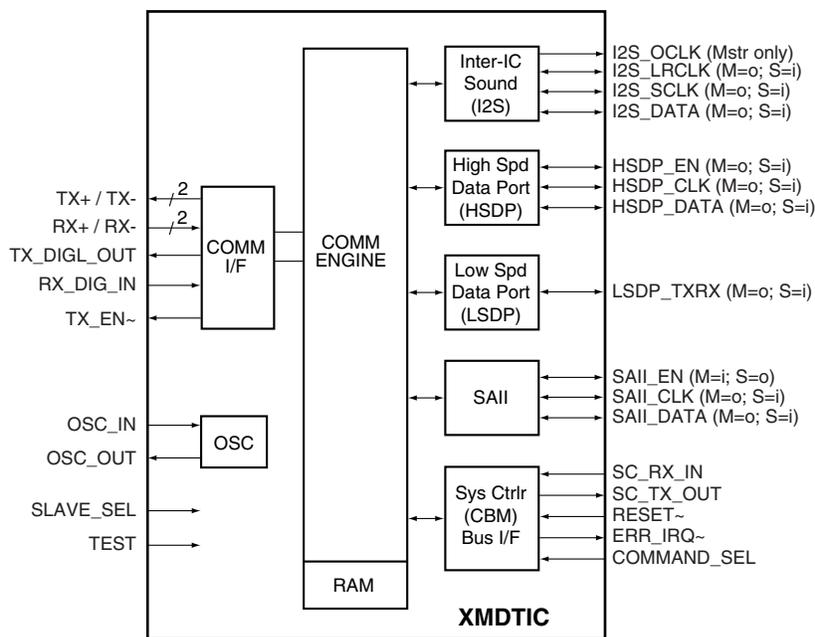 TX+ / TX-
2
RX+ / RX-
2
TX_DIGL_OUT
RX_DIG_IN
TX_EN~
OSC_IN
OSC_OUT
SLAVE_SEL
TEST
COMM
I/F
OSC
COMM
ENGINE
RAM
Inter-IC
Sound
(I2S)
High Spd
Data Port
(HSDP)
Low Spd
Data Port
(LSDP)
SAII
Sys Ctrlr
(CBM)
Bus I/F
I2S_OCLK (Mstr only)
I2S_LRCLK (M=o; S=i)
I2S_SCLK (M=o; S=i)
I2S_DATA (M=o; S=i)
HSDP_EN (M=o; S=i)
HSDP_CLK (M=o; S=i)
HSDP_DATA (M=o; S=i)
LSDP_TXRX (M=o; S=i)
SAII_EN (M=i; S=o)
SAII_CLK (M=o; S=i)
SAII_DATA (M=o; S=i)
SC_RX_IN
SC_TX_OUT
RESET~
ERR_IRQ~
COMMAND_SEL
XMDTIC